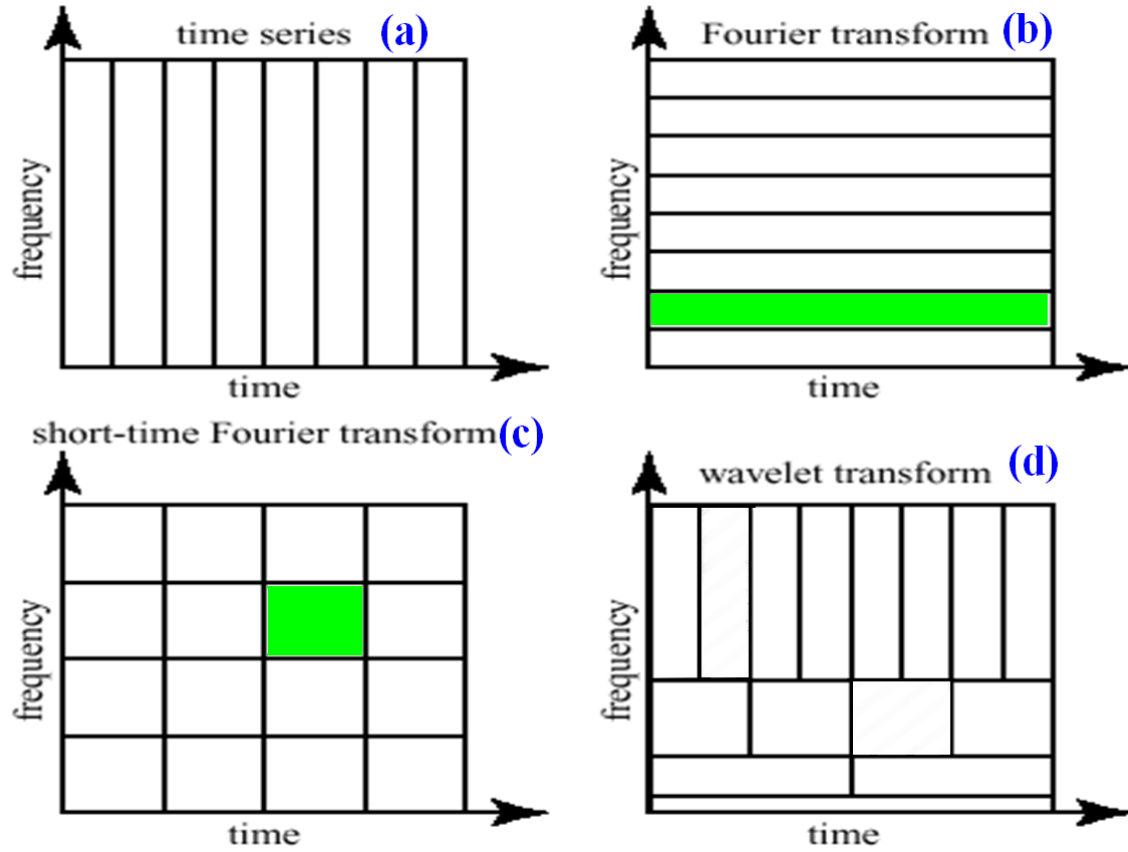 time series (a)
frequency
time
Fourier transform (b)
frequency
time
short-time Fourier transform (c)
frequency
time
wavelet transform (d)
frequency
time